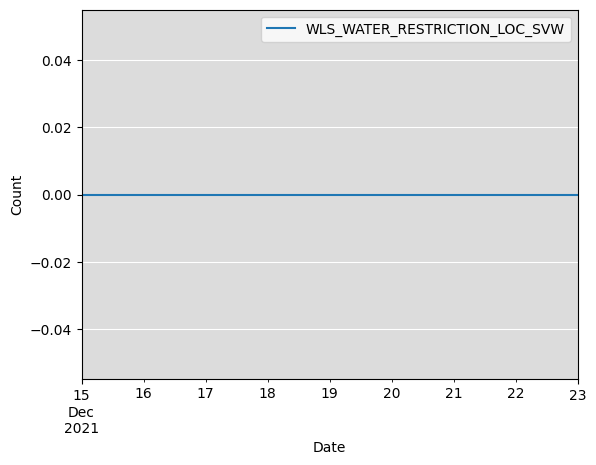 WLS_WATER_RESTRICTION_LOC_SVW
0.04
0.02
0.00
−0.02
−0.04
Count
15 16 17 18 19 20 21 22 23
Dec
2021
Date